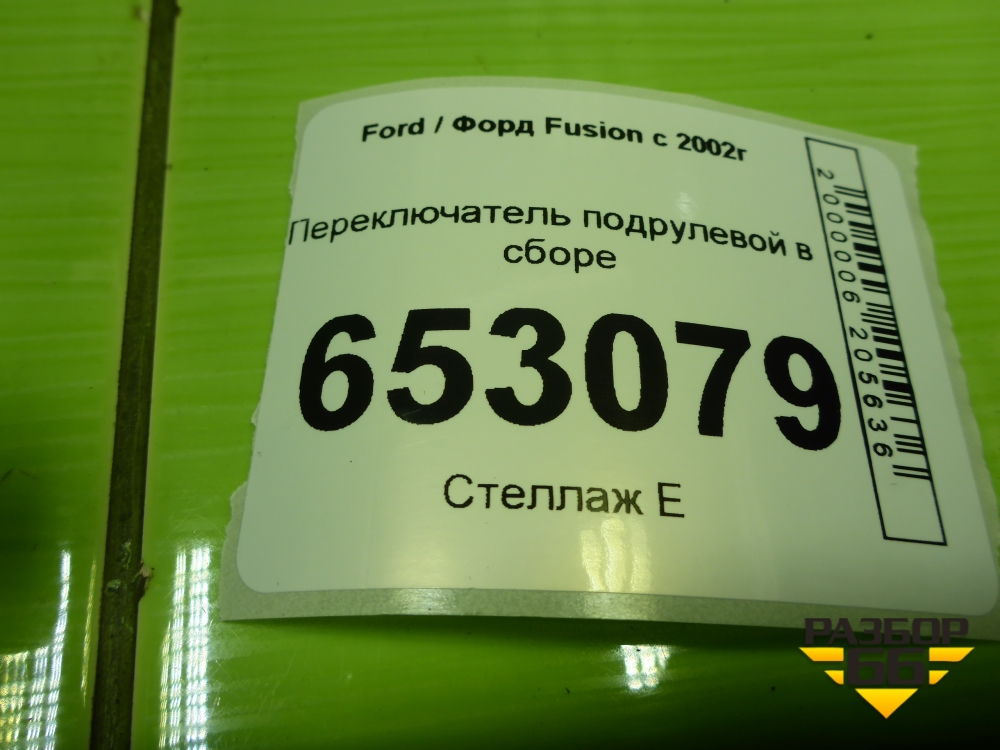 Ford / Форд Fusion с 2002г
Переключатель подрулевой в
сборе
653079
Стеллаж Е
2000006205636
РАЗБОР
66